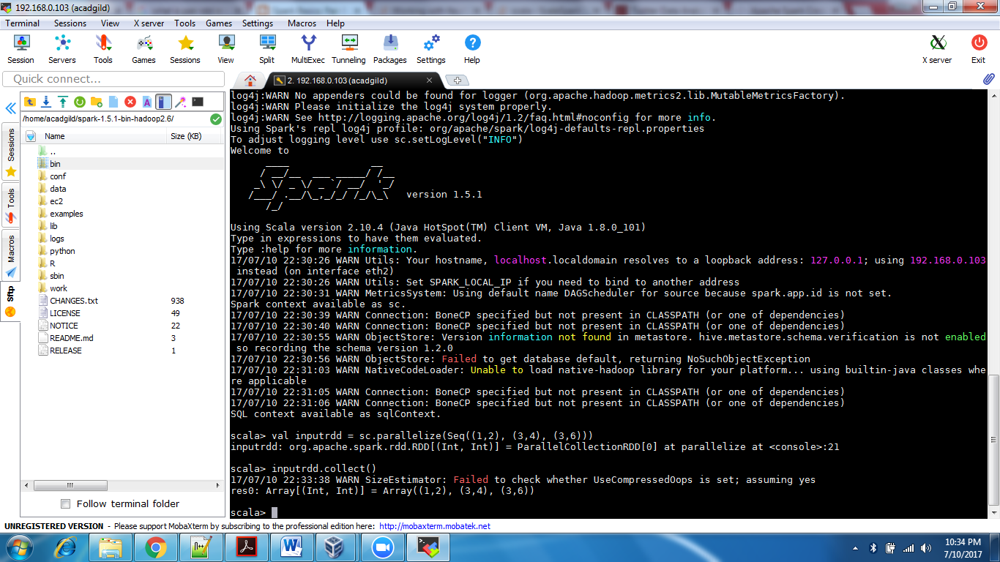 192.168.0.103 (acadgild)
Terminal Sessions View X server Tools Games Settings Macros Help
Session Servers Tools Games Sessions View Split MultiExec Tunneling Packages Settings Help X server Exit
Quick connect...
2. 192.168.0.103 (acadgild)
/home/acadgild/spark-1.5.1-bin-hadoop2.6/
Name Size (KB)
..
bin
conf
data
ec2
examples
lib
logs
python
R
sbin
work
CHANGES.txt 938
LICENSE 49
NOTICE 22
README.md 3
RELEASE 1
Sessions
Tools
Macros
Sftp
Follow terminal folder
log4j:WARN No appenders could be found for logger (org.apache.hadoop.metrics2.lib.MutableMetricsFactory).
log4j:WARN Please initialize the log4j system properly.
log4j:WARN See http://logging.apache.org/log4j/1.2/faq.html#noconfig for more info.
Using Spark's repl log4j profile: org/apache/spark/log4j-defaults-repl.properties
To adjust logging level use sc.setLogLevel("INFO")
Welcome to
Spark version 1.5.1
Using Scala version 2.10.4 (Java HotSpot(TM) Client VM, Java 1.8.0_101)
Type in expressions to have them evaluated.
Type :help for more information.
17/07/10 22:30:26 WARN Utils: Your hostname, localhost.localdomain resolves to a loopback address: 127.0.0.1; using 192.168.0.103
instead (on interface eth2)
17/07/10 22:30:26 WARN Utils: Set SPARK_LOCAL_IP if you need to bind to another address
17/07/10 22:30:31 WARN MetricsSystem: Using default name DAGScheduler for source because spark.app.id is not set.
Spark context available as sc.
17/07/10 22:30:39 WARN Connection: BoneCP specified but not present in CLASSPATH (or one of dependencies)
17/07/10 22:30:40 WARN Connection: BoneCP specified but not present in CLASSPATH (or one of dependencies)
17/07/10 22:30:55 WARN ObjectStore: Version information not found in metastore. hive.metastore.schema.verification is not enabled
so recording the schema version 1.2.0
17/07/10 22:30:56 WARN ObjectStore: Failed to get database default, returning NoSuchObjectException
17/07/10 22:31:03 WARN NativeCodeLoader: Unable to load native-hadoop library for your platform... using builtin-java classes whe
re applicable
17/07/10 22:31:05 WARN Connection: BoneCP specified but not present in CLASSPATH (or one of dependencies)
17/07/10 22:31:06 WARN Connection: BoneCP specified but not present in CLASSPATH (or one of dependencies)
SQL context available as sqlContext.
scala> val inputrdd = sc.parallelize(Seq((1,2), (3,4), (3,6)))
inputrdd: org.apache.spark.rdd.RDD[(Int, Int)] = ParallelCollectionRDD[0] at parallelize at <console>:21
scala> inputrdd.collect()
17/07/10 22:33:38 WARN SizeEstimator: Failed to check whether UseCompressedOops is set; assuming yes
res0: Array[(Int, Int)] = Array((1,2), (3,4), (3,6))
scala>
UNREGISTERED VERSION - Please support MobaXterm by subscribing to the professional edition here: http://mobaxterm.mobatek.net
10:34 PM
7/10/2017